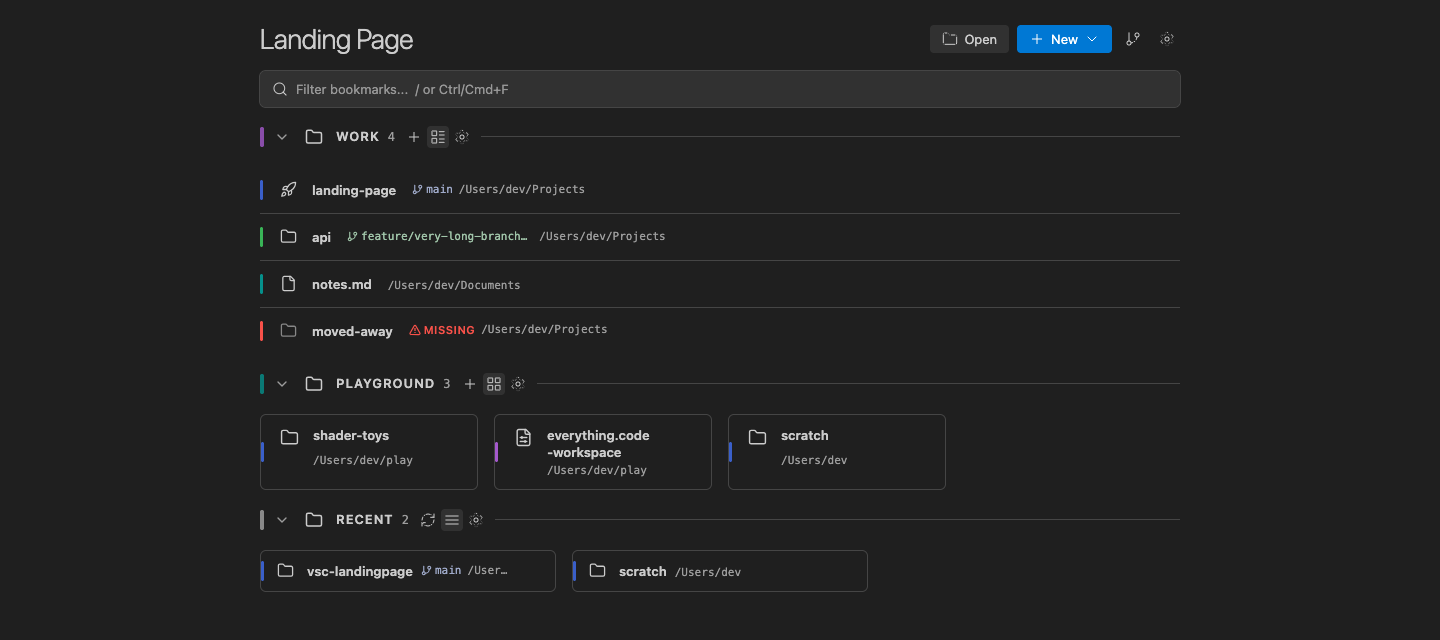 Landing Page
Open
New
Filter bookmarks... / or Ctrl/Cmd+F
WORK 4
landing-page main /Users/dev/Projects
api feature/very-long-branch… /Users/dev/Projects
notes.md /Users/dev/Documents
moved-away MISSING /Users/dev/Projects
PLAYGROUND 3
shader-toys
/Users/dev/play
everything.code
-workspace
/Users/dev/play
scratch
/Users/dev
RECENT 2
vsc-landingpage main /User…
scratch /Users/dev